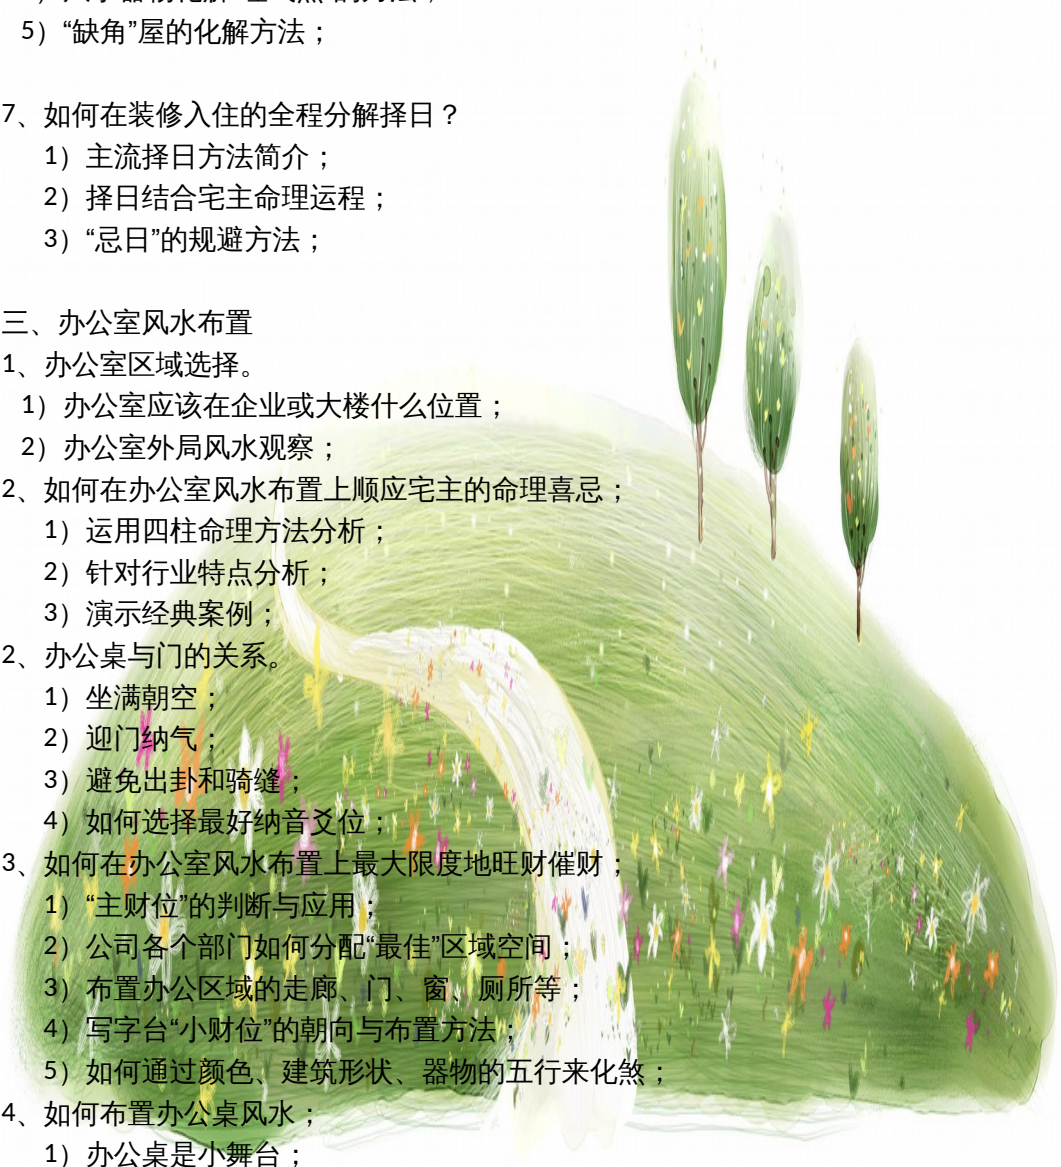 5）“缺角”屋的化解方法；
7、如何在装修入住的全程分解择日？
1）主流择日方法简介；
2）择日结合宅主命理运程；
3）“忌日”的规避方法；
三、办公室风水布置
1、办公室区域选择。
1）办公室应该在企业或大楼什么位置；
2）办公室外局风水观察；
2、如何在办公室风水布置上顺应宅主的命理喜忌；
1）运用四柱命理方法分析；
2）针对行业特点分析；
3）演示经典案例；
2、办公桌与门的关系。
1）坐满朝空；
2）迎门纳气；
3）避免出卦和骑缝；
4）如何选择最好纳音爻位；
3、如何在办公室风水布置上最大限度地旺财催财；
1）“主财位”的判断与应用；
2）公司各个部门如何分配“最佳”区域空间；
3）布置办公区域的走廊、门、窗、厕所等；
4）写字台“小财位”的朝向与布置方法；
5）如何通过颜色、建筑形状、器物的五行来化煞；
4、如何布置办公桌风水；
1）办公桌是小舞台；